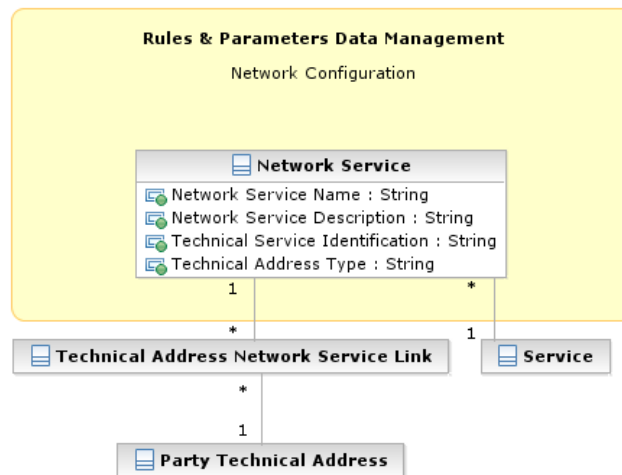 Rules & Parameters Data Management
Network Configuration
Network Service
Network Service Name : String
Network Service Description : String
Technical Service Identification : String
Technical Address Type : String
1
*
*
1
Technical Address Network Service Link
Service
*
1
Party Technical Address